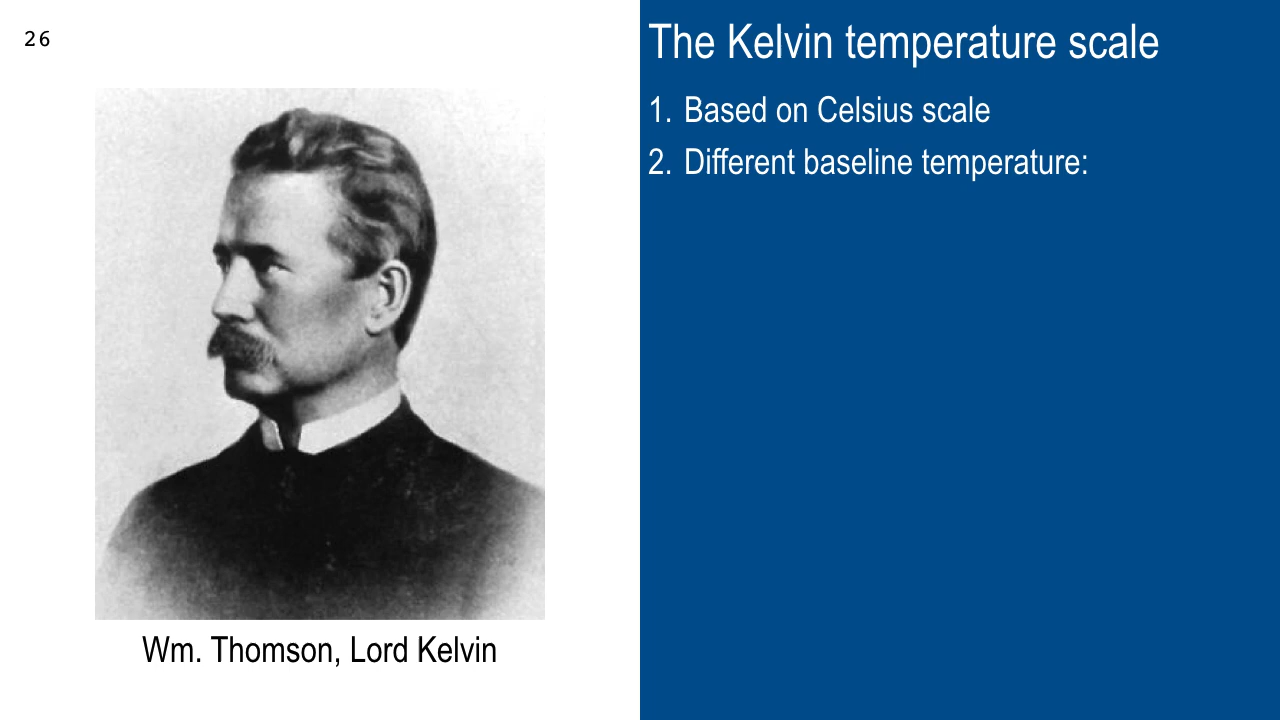 26
The Kelvin temperature scale
1. Based on Celsius scale
2. Different baseline temperature:
Wm. Thomson, Lord Kelvin